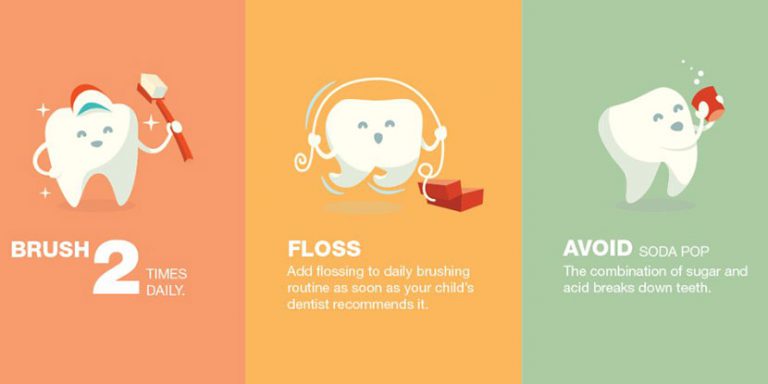 BRUSH 2 TIMES
DAILY.
FLOSS
Add flossing to daily brushing
routine as soon as your child's
dentist recommends it.
AVOID SODA POP
The combination of sugar and
acid breaks down teeth.